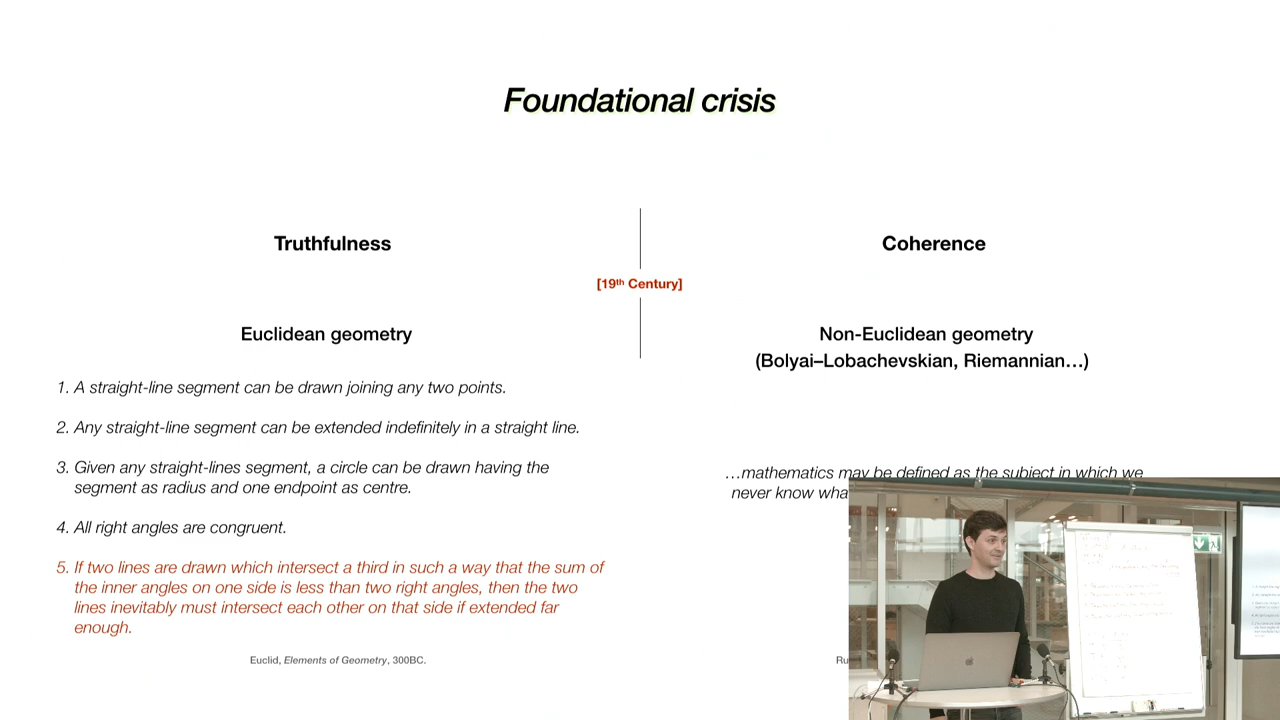 Foundational crisis
Truthfulness
Coherence
[19th Century]
Euclidean geometry
Non-Euclidean geometry
(Bolyai–Lobachevskian, Riemannian…)
1. A straight-line segment can be drawn joining any two points.
2. Any straight-line segment can be extended indefinitely in a straight line.
3. Given any straight-lines segment, a circle can be drawn having the
segment as radius and one endpoint as centre.
4. All right angles are congruent.
5. If two lines are drawn which intersect a third in such a way that the sum of
the inner angles on one side is less than two right angles, then the two
lines inevitably must intersect each other on that side if extended far
enough.
Euclid, Elements of Geometry, 300BC.
…mathematics may be defined as the subject in which we
never know wha
Ru